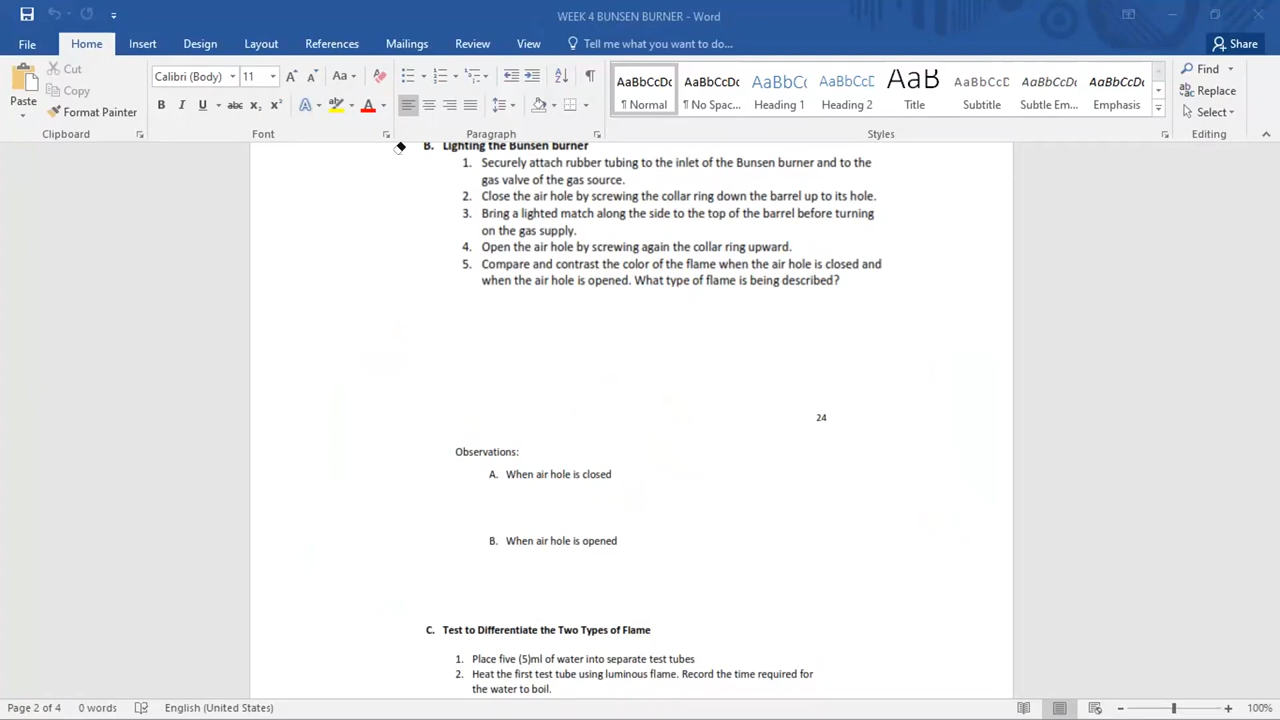 WEEK 4 BUNSEN BURNER - Word
File Home Insert Design Layout References Mailings Review View Tell me what you want to do... Share
Paste
Cut
Copy
Format Painter
Clipboard
Calibri (Body) 11
Font
Paragraph
AaBbCcDc AaBbCcDc AaBbCc AaBbCcD AaB AaBbCcD AaBbCcDc AaBbCcDc
¶ Normal ¶ No Spac... Heading 1 Heading 2 Title Subtitle Subtle Em... Emphasis
Styles
Find
Replace
Select
Editing
B. Lighting the Bunsen burner
1. Securely attach rubber tubing to the inlet of the Bunsen burner and to the
gas valve of the gas source.
2. Close the air hole by screwing the collar ring down the barrel up to its hole.
3. Bring a lighted match along the side to the top of the barrel before turning
on the gas supply.
4. Open the air hole by screwing again the collar ring upward.
5. Compare and contrast the color of the flame when the air hole is closed and
when the air hole is opened. What type of flame is being described?
24
Observations:
A. When air hole is closed
B. When air hole is opened
C. Test to Differentiate the Two Types of Flame
1. Place five (5)ml of water into separate test tubes
2. Heat the first test tube using luminous flame. Record the time required for
the water to boil.
Page 2 of 4 0 words English (United States) 100%